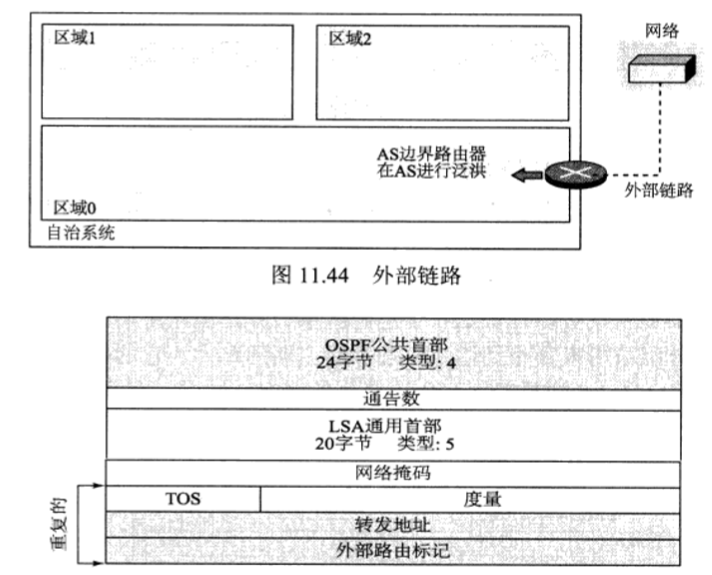 区域1
区域2
网络
AS边界路由器
在AS进行泛洪
外部链路
区域0
自治系统
图 11.44 外部链路
OSPF公共首部
24字节 类型: 4
通告数
LSA通用首部
20字节 类型: 5
网络掩码
重复的
TOS 度量
转发地址
外部路由标记